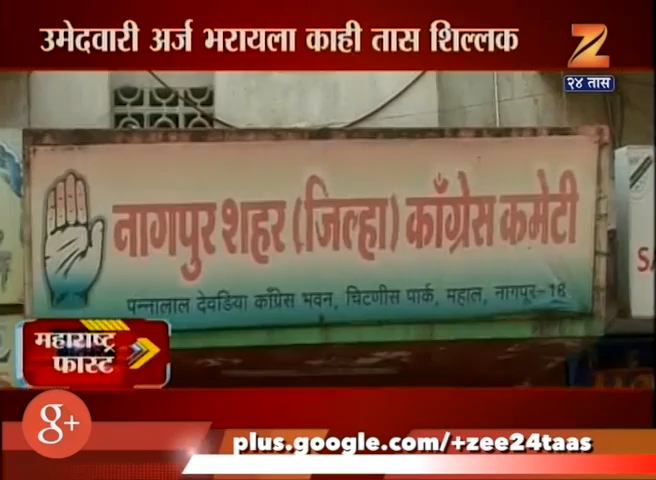 उमेदवारी अर्ज भरायला काही तास शिल्लक
Z
२४ तास
नागपुर शहर (जिल्हा) काँग्रेस कमेटी
पन्नालाल देवडिया काँग्रेस भवन, चिटणीस पार्क, महाल, नागपूर-18
महाराष्ट्र
फास्ट
g+
plus.google.com/+zee24taas